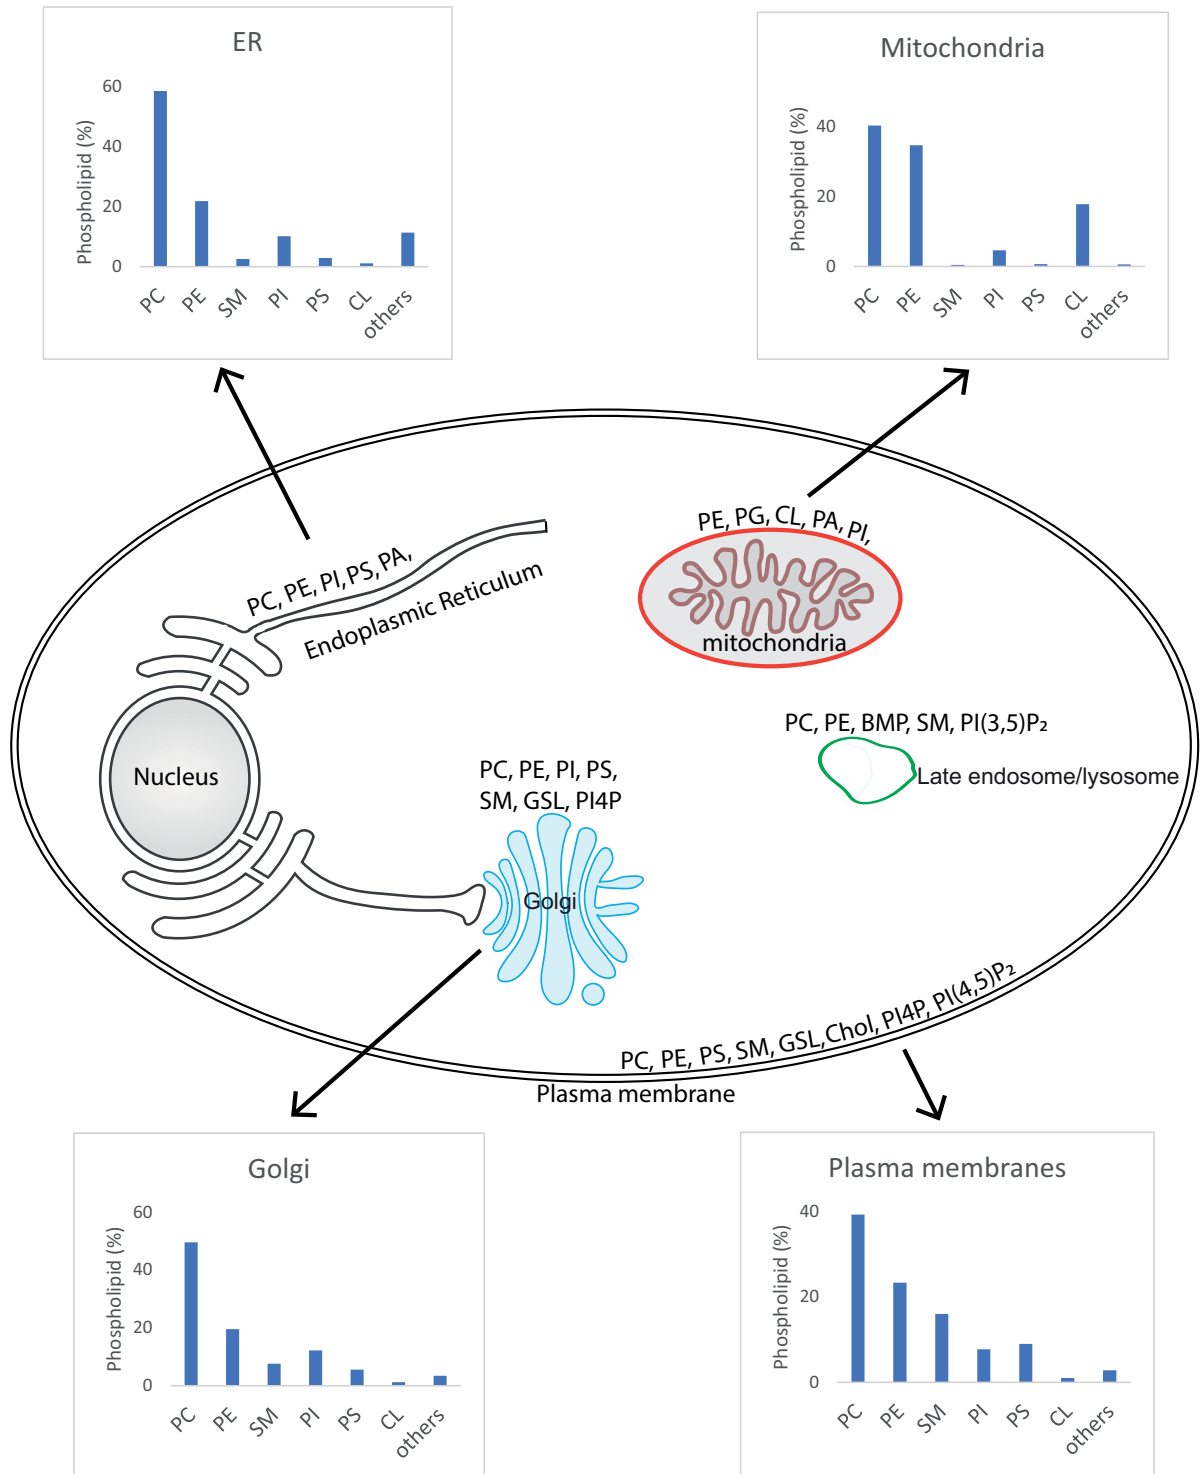 ER
Phospholipid (%)
60
40
20
0
PC
PE
SM
PI
PS
CL
others
Mitochondria
Phospholipid (%)
40
20
0
PC
PE
SM
PI
PS
CL
others
PE, PG, CL, PA, PI,
mitochondria
PC, PE, PI, PS, PA,
Endoplasmic Reticulum
Nucleus
PC, PE, BMP, SM, PI(3,5)P₂
Late endosome/lysosome
PC, PE, PI, PS,
SM, GSL, PI4P
Golgi
PC, PE, PS, SM, GSL, Chol, PI4P, PI(4,5)P₂
Plasma membrane
Golgi
Phospholipid (%)
60
40
20
0
PC
PE
SM
PI
PS
CL
others
Plasma membranes
Phospholipid (%)
40
20
0
PC
PE
SM
PI
PS
CL
others